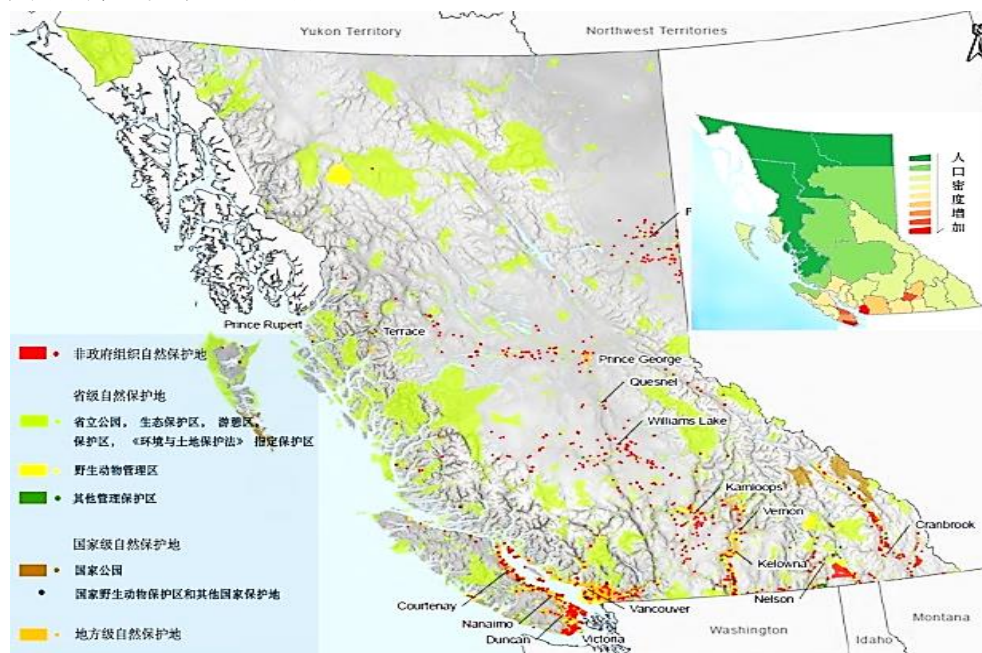 Yukon Territory
Northwest Territories
人口密度增加
Prince Rupert
Terrace
Prince George
Quesnel
Williams Lake
Kamloops
Vernon
Cranbrook
Kelowna
Courtenay
Vancouver
Nelson
Nanaimo
Duncan
Victoria
Washington
Idaho
Montana
非政府组织自然保护地
省级自然保护地
省立公园， 生态保护区， 游憩区，
保护区， 《环境与土地保护法》 指定保护区
野生动物管理区
其他管理保护区
国家级自然保护地
国家公园
国家野生动物保护区和其他国家保护地
地方级自然保护地